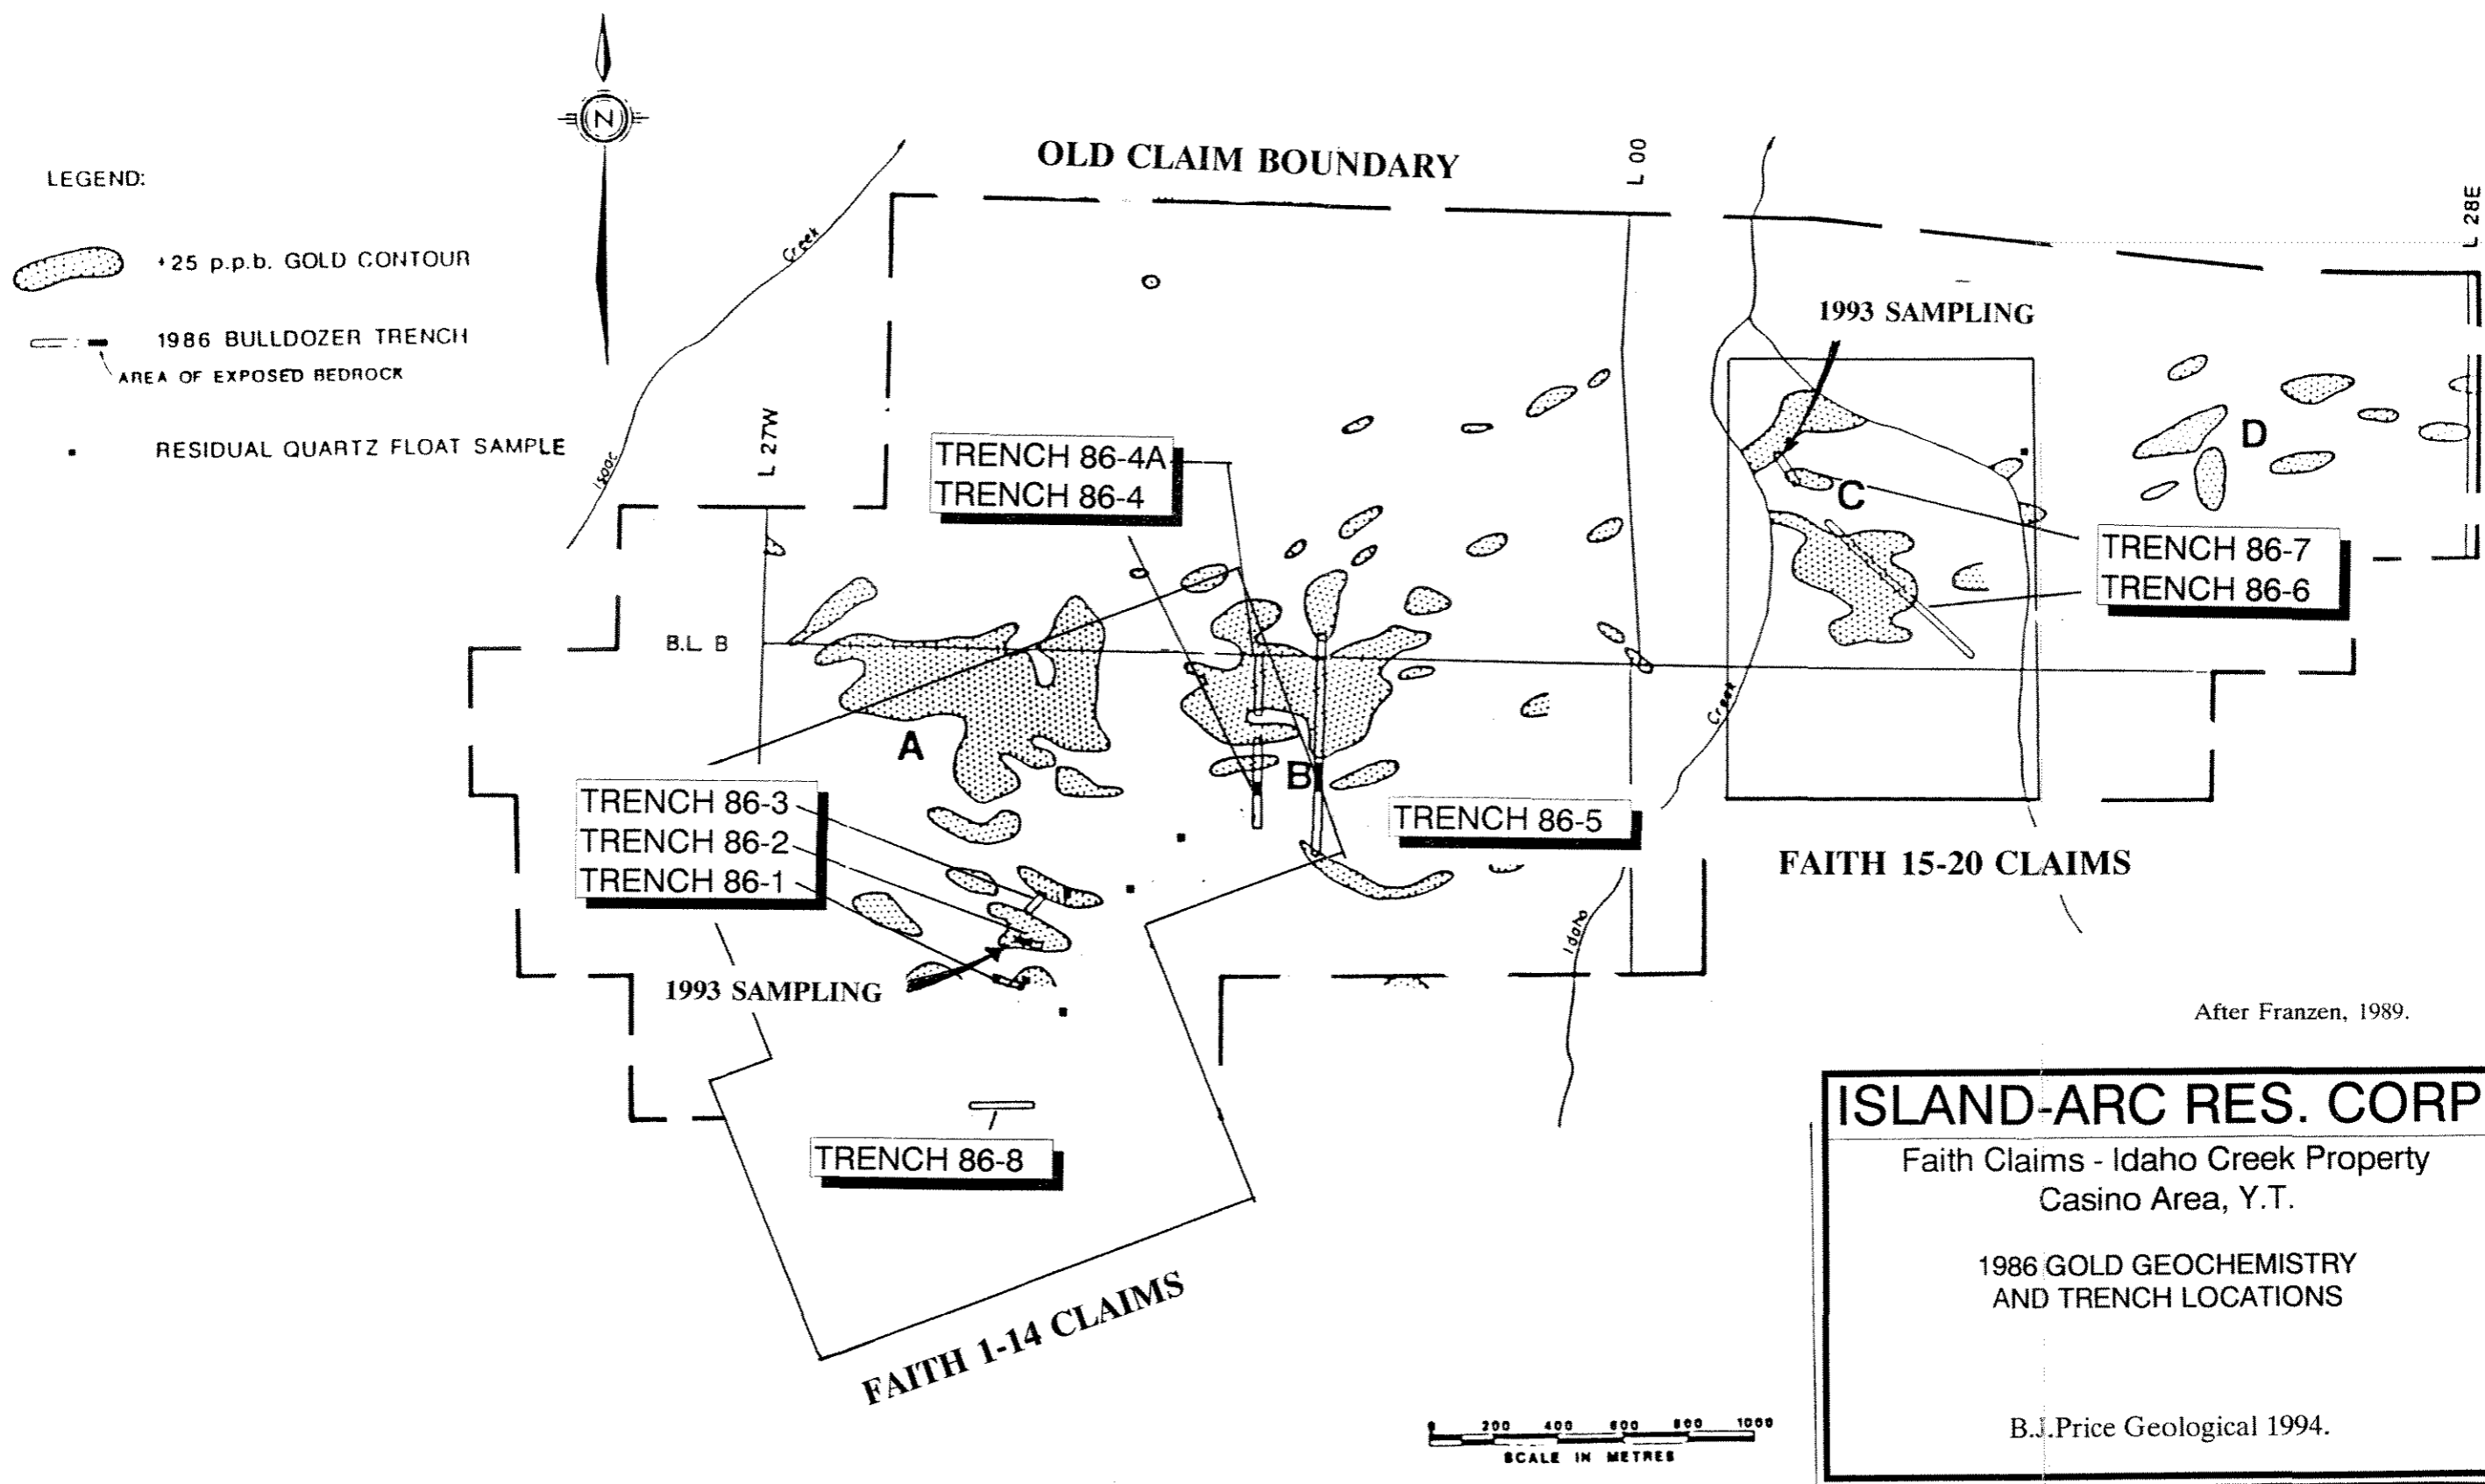 N
LEGEND:
+25 p.p.b. GOLD CONTOUR
1986 BULLDOZER TRENCH
AREA OF EXPOSED BEDROCK
RESIDUAL QUARTZ FLOAT SAMPLE
OLD CLAIM BOUNDARY
L 00
L 28E
Creek
Isaac
L 27W
1993 SAMPLING
TRENCH 86-4A
TRENCH 86-4
D
C
TRENCH 86-7
TRENCH 86-6
B.L. B
A
B
Creek
TRENCH 86-3
TRENCH 86-2
TRENCH 86-1
TRENCH 86-5
FAITH 15-20 CLAIMS
Idaho
1993 SAMPLING
After Franzen, 1989.
TRENCH 86-8
FAITH 1-14 CLAIMS
ISLAND-ARC RES. CORP
Faith Claims - Idaho Creek Property
Casino Area, Y.T.
1986 GOLD GEOCHEMISTRY
AND TRENCH LOCATIONS
B.J.Price Geological 1994.
0 200 400 600 800 1000
SCALE IN METRES